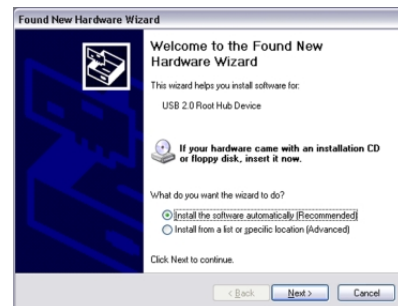 Found New Hardware Wizard
Welcome to the Found New
Hardware Wizard
This wizard helps you install software for:
USB 2.0 Root Hub Device
If your hardware came with an installation CD
or floppy disk, insert it now.
What do you want the wizard to do?
Install the software automatically (Recommended)
Install from a list or specific location (Advanced)
Click Next to continue.
< Back Next > Cancel